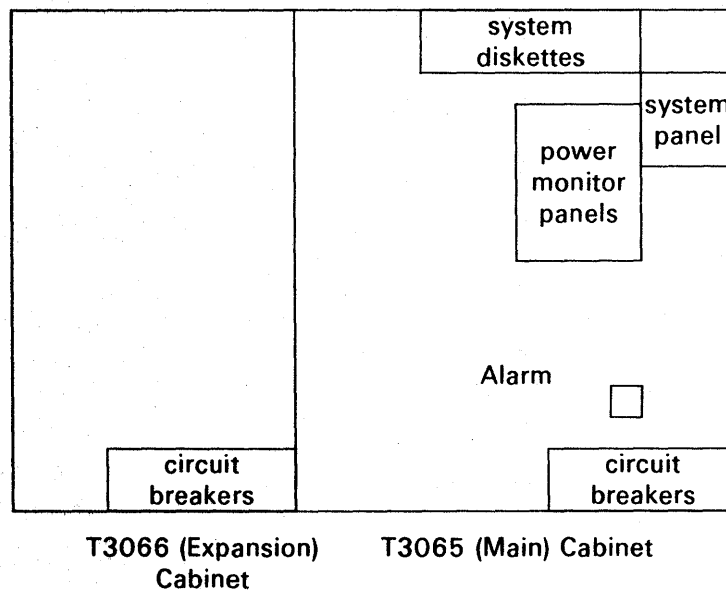 system
diskettes
system
panel
power
monitor
panels
Alarm
circuit
breakers
circuit
breakers
T3066 (Expansion)
Cabinet
T3065 (Main) Cabinet